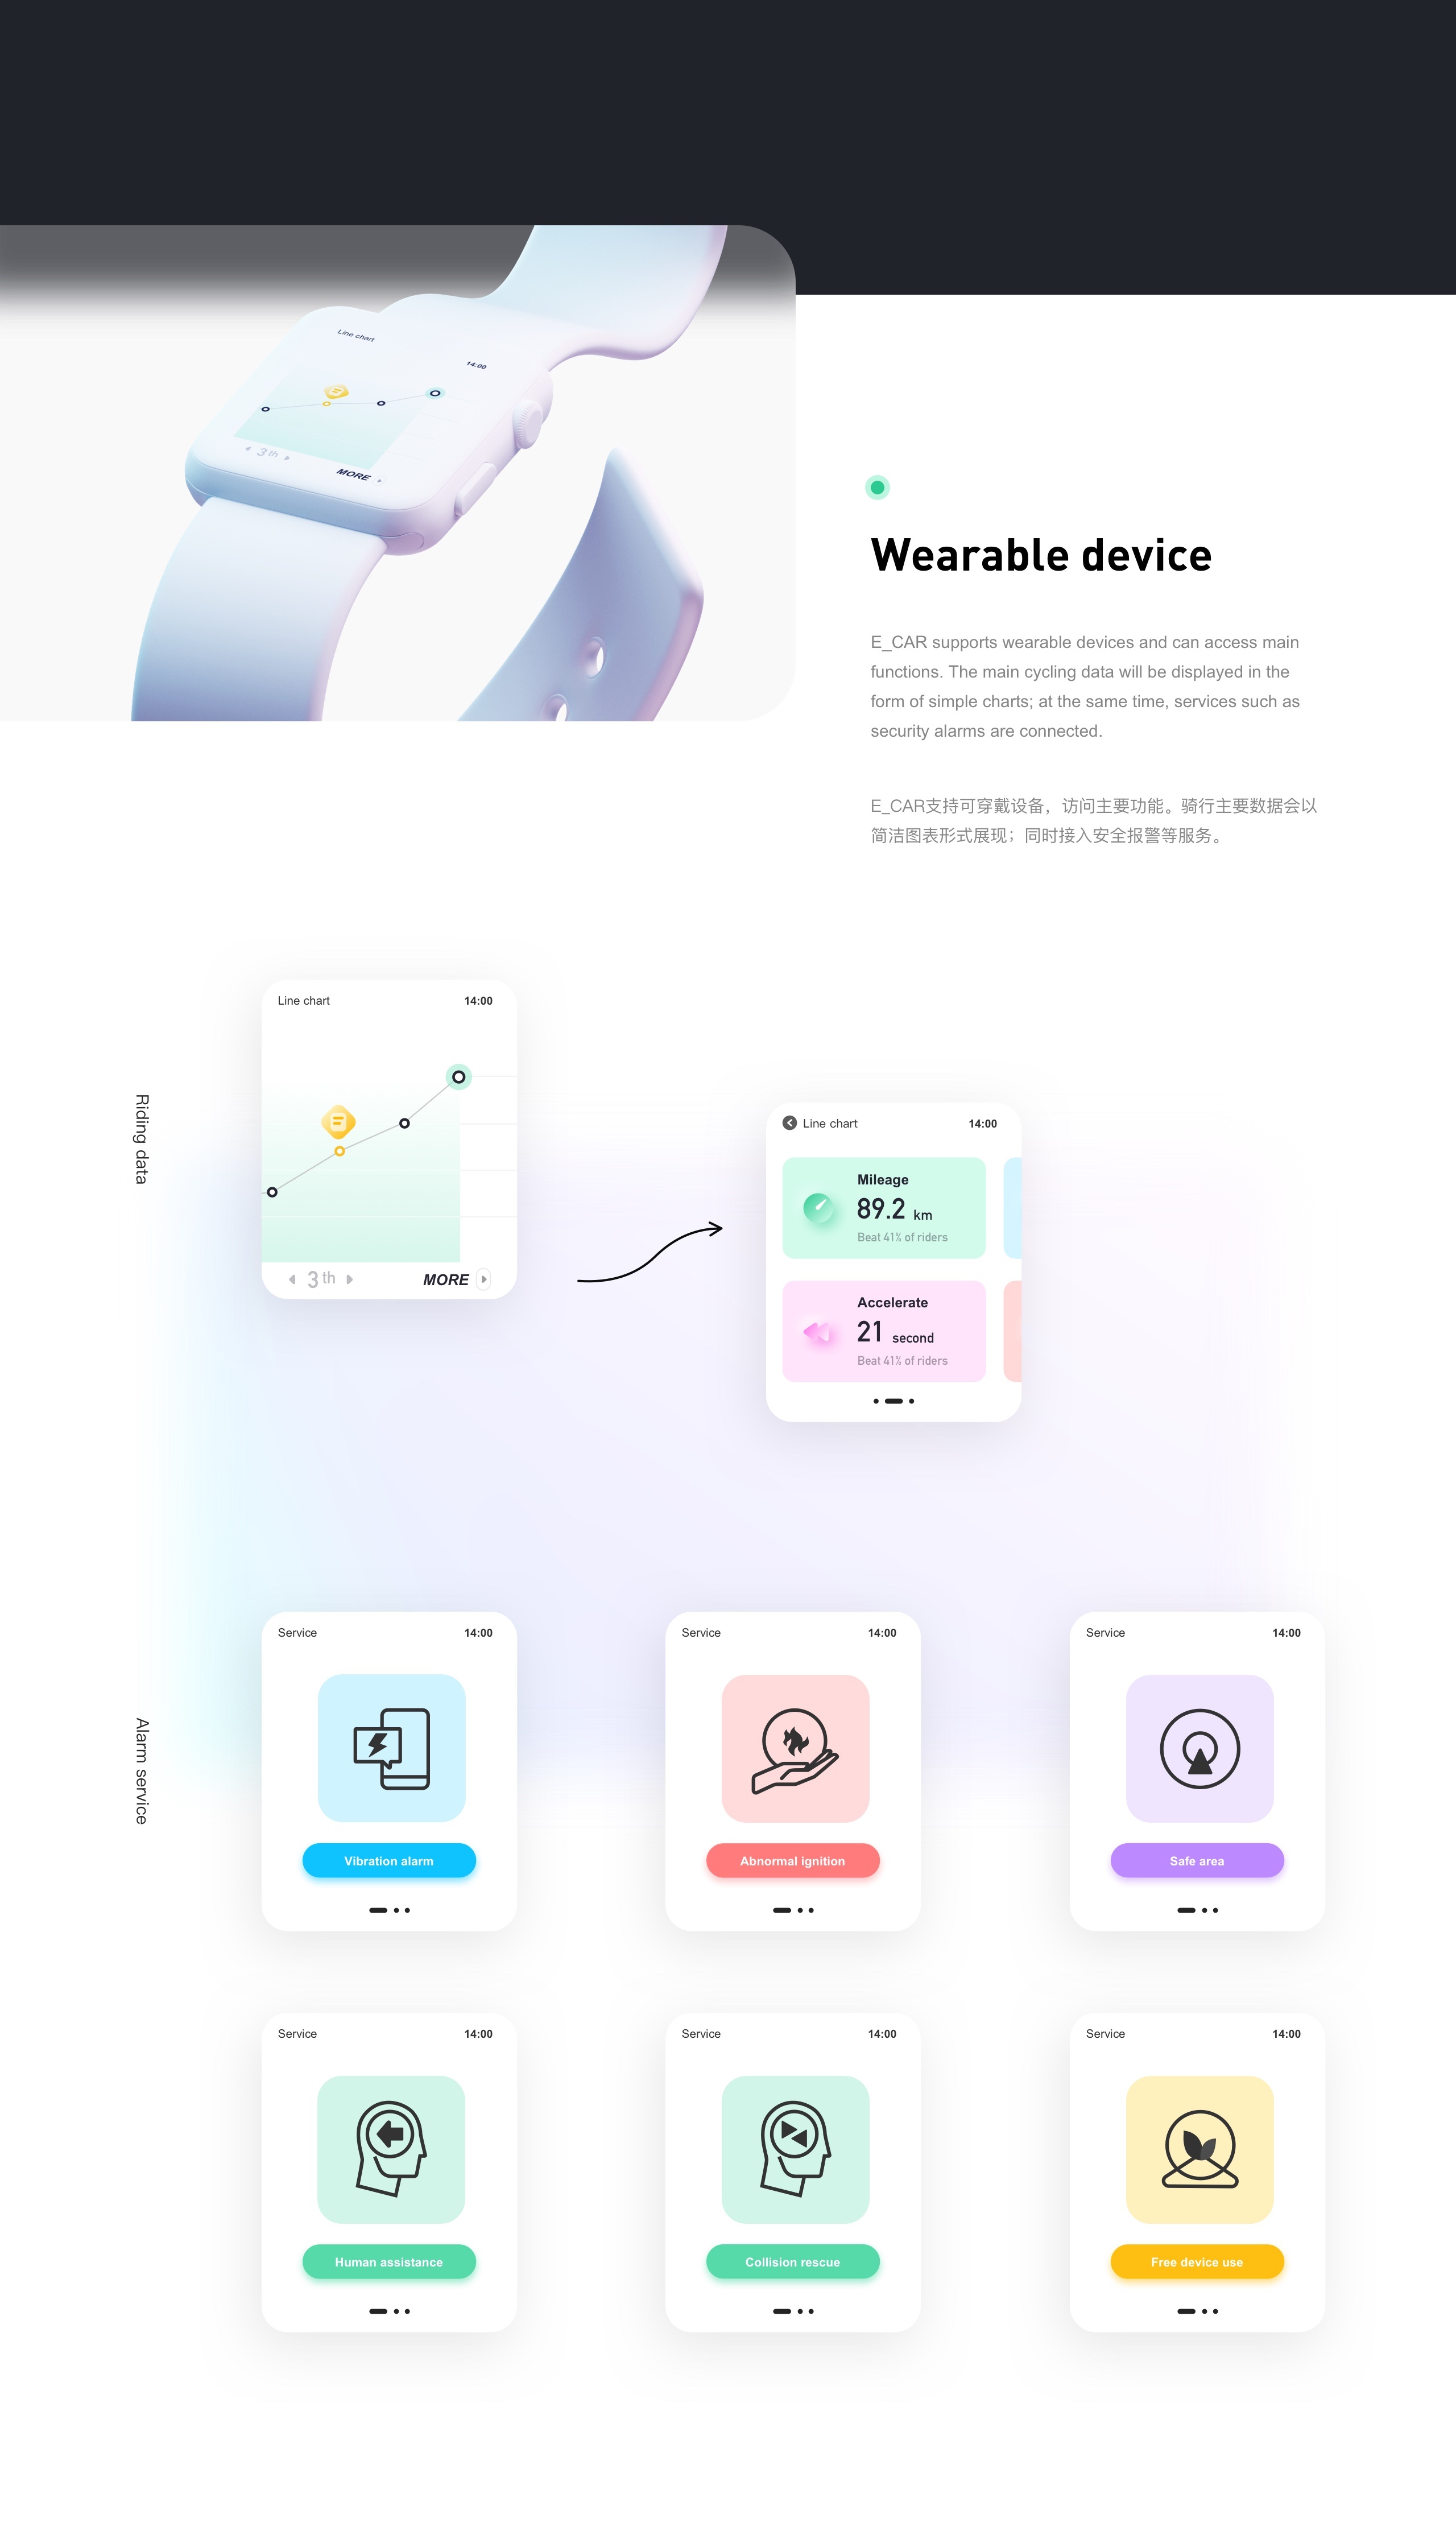 Line chart
14:00
3 th
MORE
Wearable device
E_CAR supports wearable devices and can access main
functions. The main cycling data will be displayed in the
form of simple charts; at the same time, services such as
security alarms are connected.
E_CAR支持可穿戴设备，访问主要功能。骑行主要数据会以
简洁图表形式展现；同时接入安全报警等服务。
Riding data
Line chart 14:00
3 th MORE
Line chart 14:00
Mileage
89.2 km
Beat 41% of riders
Accelerate
21 second
Beat 41% of riders
Alarm service
Service 14:00
Vibration alarm
Service 14:00
Abnormal ignition
Service 14:00
Safe area
Service 14:00
Human assistance
Service 14:00
Collision rescue
Service 14:00
Free device use